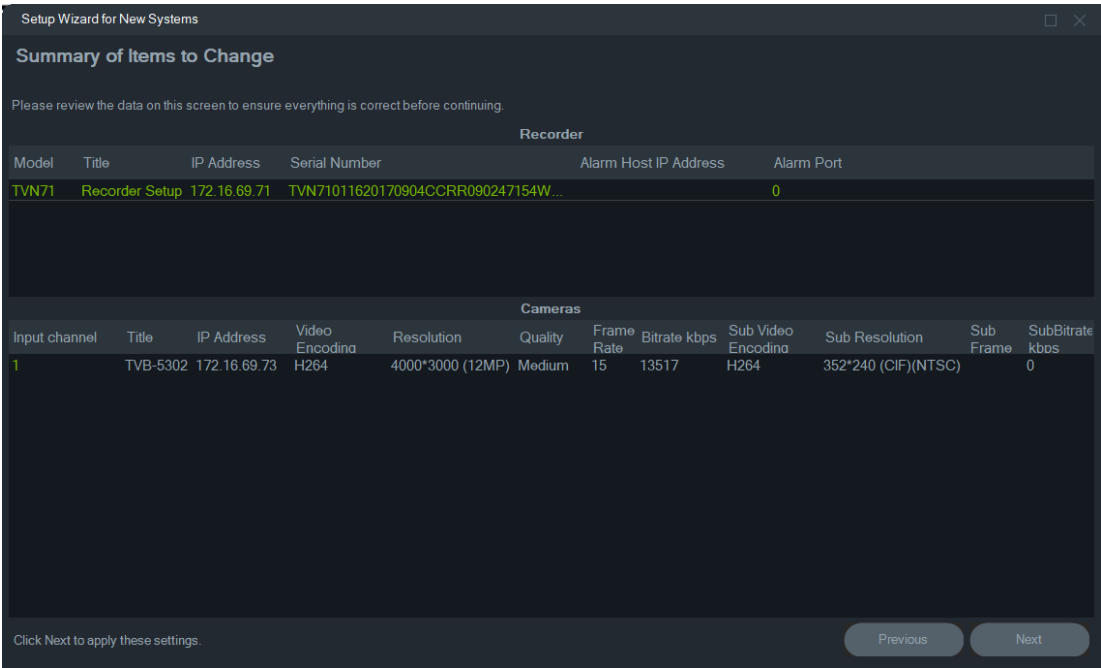 Setup Wizard for New Systems
Summary of Items to Change
Please review the data on this screen to ensure everything is correct before continuing.
Recorder
Model Title IP Address Serial Number Alarm Host IP Address Alarm Port
TVN71 Recorder Setup 172.16.69.71 TVN71011620170904CCRR090247154W... 0
Cameras
Input channel Title IP Address Video Encoding Resolution Quality Frame Rate Bitrate kbps Sub Video Encoding Sub Resolution Sub Frame SubBitrate kbps
1 TVB-5302 172.16.69.73 H264 4000*3000 (12MP) Medium 15 13517 H264 352*240 (CIF)(NTSC) 0
Click Next to apply these settings.
Previous Next